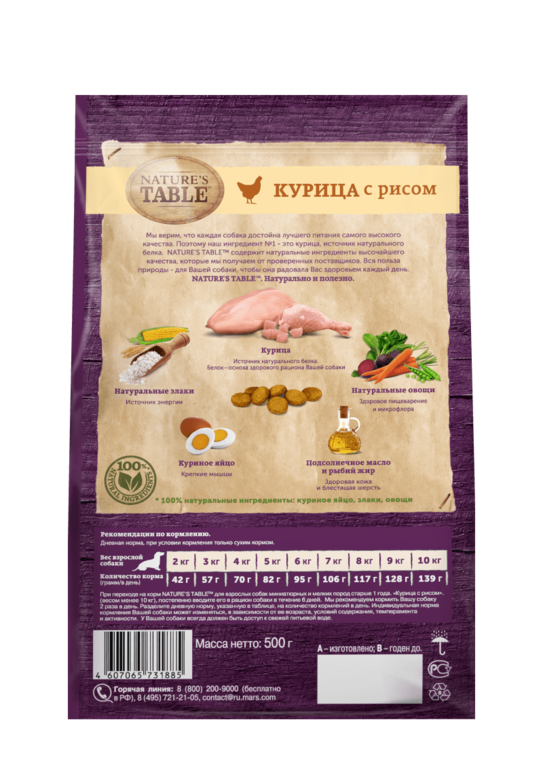 NATURE'S
TABLE™
КУРИЦА с рисом
Мы верим, что каждая собака достойна лучшего питания самого высокого
качества. Поэтому наш ингредиент №1 - это курица, источник натурального
белка. NATURE'S TABLE™ содержит натуральные ингредиенты высочайшего
качества, которые мы получаем от проверенных поставщиков. Вся польза
природы - для Вашей собаки, чтобы она радовала Вас здоровьем каждый день.
NATURE'S TABLE™. Натурально и полезно.
Курица
Источник натурального белка.
Белок–основа здорового рациона Вашей собаки
Натуральные злаки
Источник энергии
Натуральные овощи
Здоровое пищеварение
и микрофлора
Куриное яйцо
Крепкие мышцы
Подсолнечное масло
и рыбий жир
Здоровая кожа
и блестящая шерсть
100%
NATURAL INGREDIENTS
* 100% натуральные ингредиенты: куриное яйцо, злаки, овощи
Рекомендации по кормлению.
Дневная норма, при условии кормления только сухим кормом.
Вес взрослой
собаки
2 кг 3 кг 4 кг 5 кг 6 кг 7 кг 8 кг 9 кг 10 кг
Количество корма
(грамм/в день)
42 г 57 г 70 г 82 г 95 г 106 г 117 г 128 г 139 г
При переходе на корм NATURE'S TABLE™ для взрослых собак миниатюрных и мелких пород старше 1 года. «Курица с рисом».
(весом менее 10 кг), постепенно вводите его в рацион собаки в течение 6 дней. Мы рекомендуем кормить Вашу собаку
2 раза в день. Разделите дневную норму, указанную в таблице, на количество кормлений в день. Индивидуальная норма
кормления Вашей собаки может изменяться, в зависимости от ее возраста, условий содержания, темперамента
и активности. У Вашей собаки всегда должен быть доступ к свежей питьевой воде.
4 607065 731885
Масса нетто: 500 г
А – изготовлено; В – годен до.
Горячая линия: 8 (800) 200-9000 (бесплатно
в РФ), 8 (495) 721-21-05, contact@ru.mars.com
РС